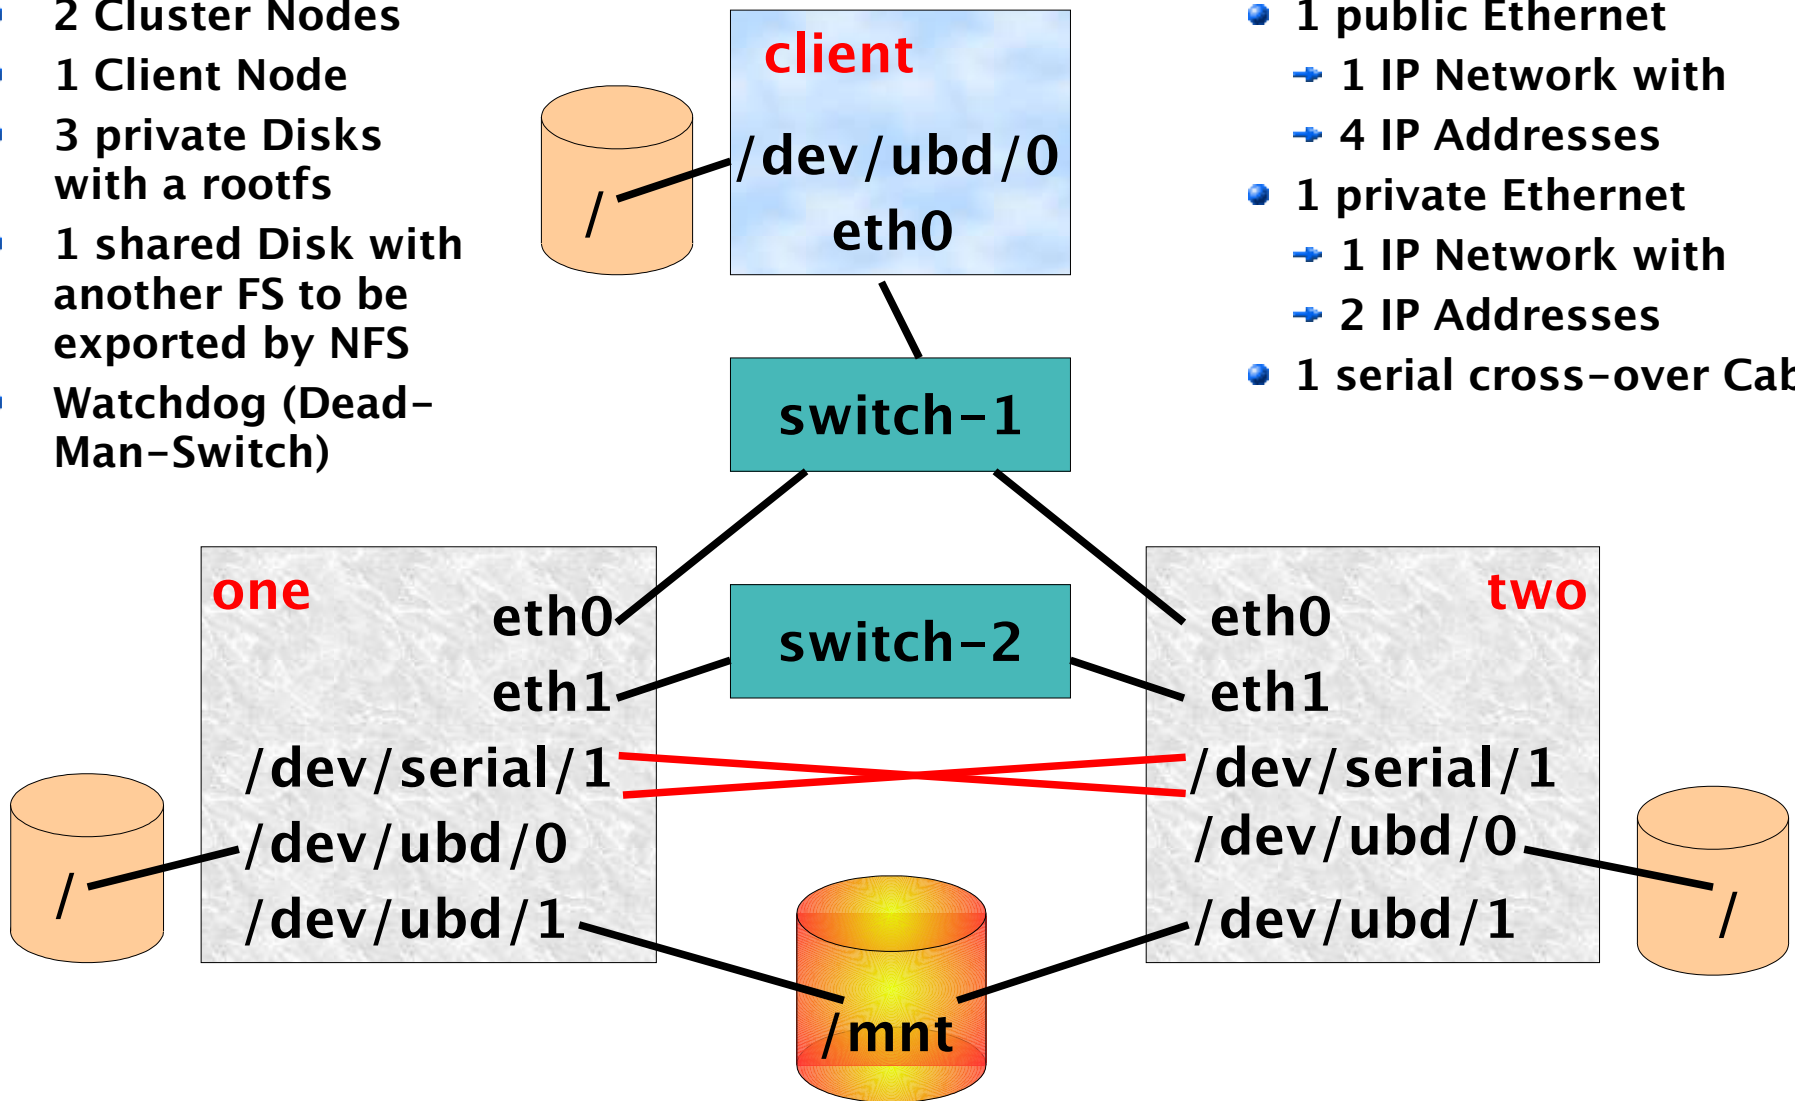 2 Cluster Nodes
1 Client Node
3 private Disks
with a rootfs
1 shared Disk with
another FS to be
exported by NFS
Watchdog (Dead-
Man-Switch)
client
/dev/ubd/0
eth0
/
1 public Ethernet
1 IP Network with
4 IP Addresses
1 private Ethernet
1 IP Network with
2 IP Addresses
1 serial cross-over
switch-1
switch-2
one
eth0
eth1
/dev/serial/1
/dev/ubd/0
/dev/ubd/1
/
two
eth0
eth1
/dev/serial/1
/dev/ubd/0
/dev/ubd/1
/
/mnt